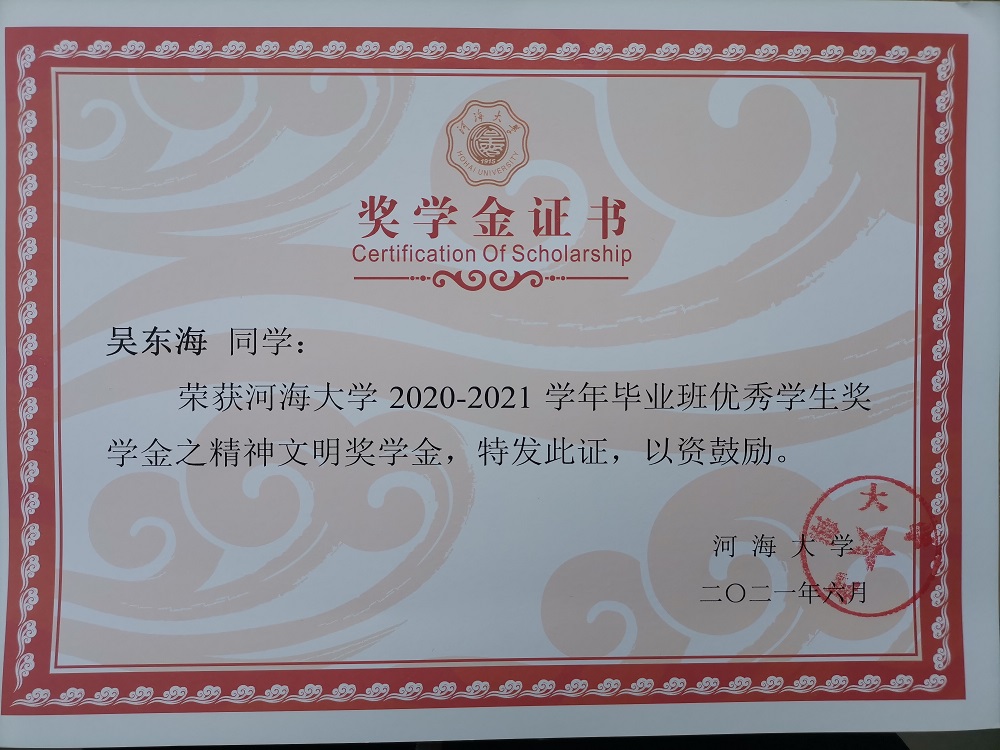 河海大学
1915
HOHAI UNIVERSITY
奖学金证书
Certification Of Scholarship
吴东海 同学：
荣获河海大学 2020-2021 学年毕业班优秀学生奖
学金之精神文明奖学金，特发此证，以资鼓励。
河 海 大 学
二〇二一年六月
大